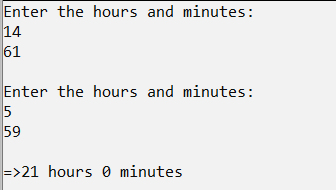 Enter the hours and minutes:
14
61
Enter the hours and minutes:
5
59
=>21 hours 0 minutes